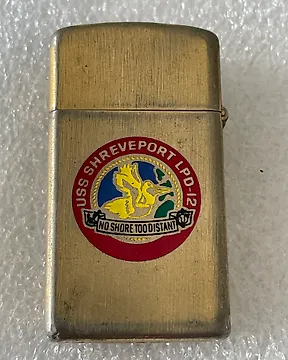 USS SHREVEPORT LPD-12
NO SHORE TOO DISTANT